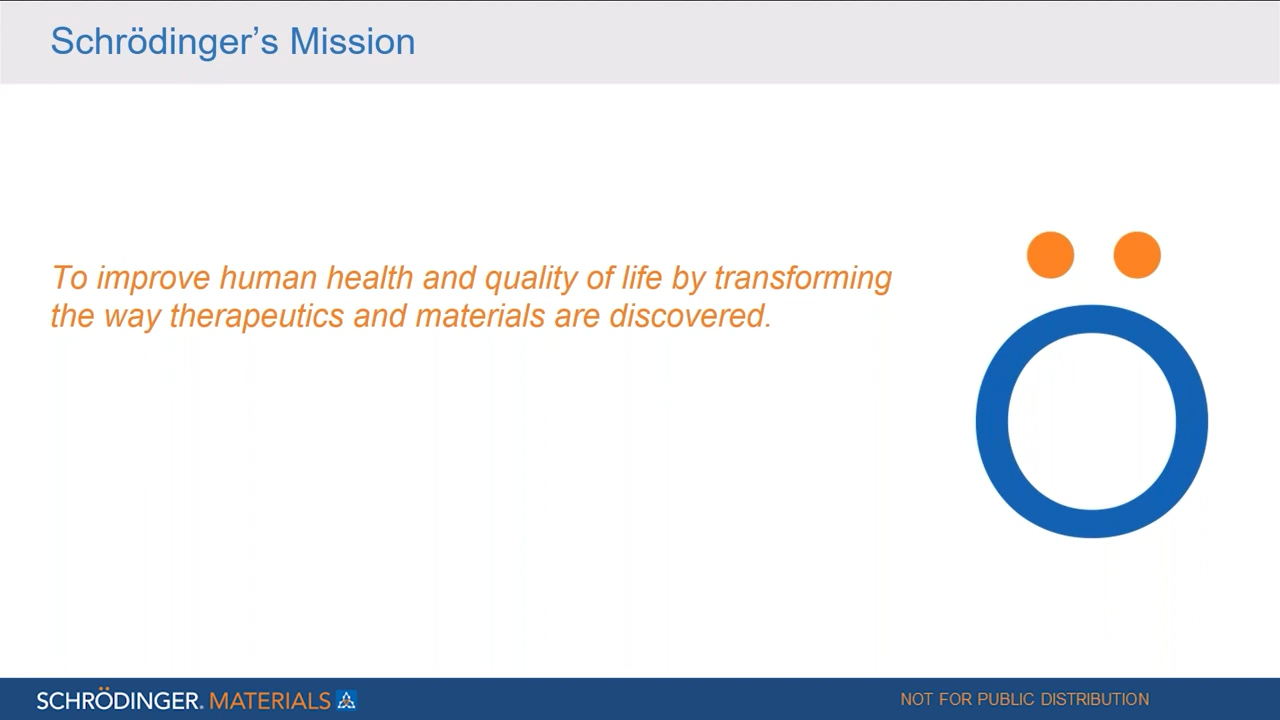 Schrödinger’s Mission
To improve human health and quality of life by transforming
the way therapeutics and materials are discovered.
ö
SCHRÖDINGER. MATERIALS
NOT FOR PUBLIC DISTRIBUTION